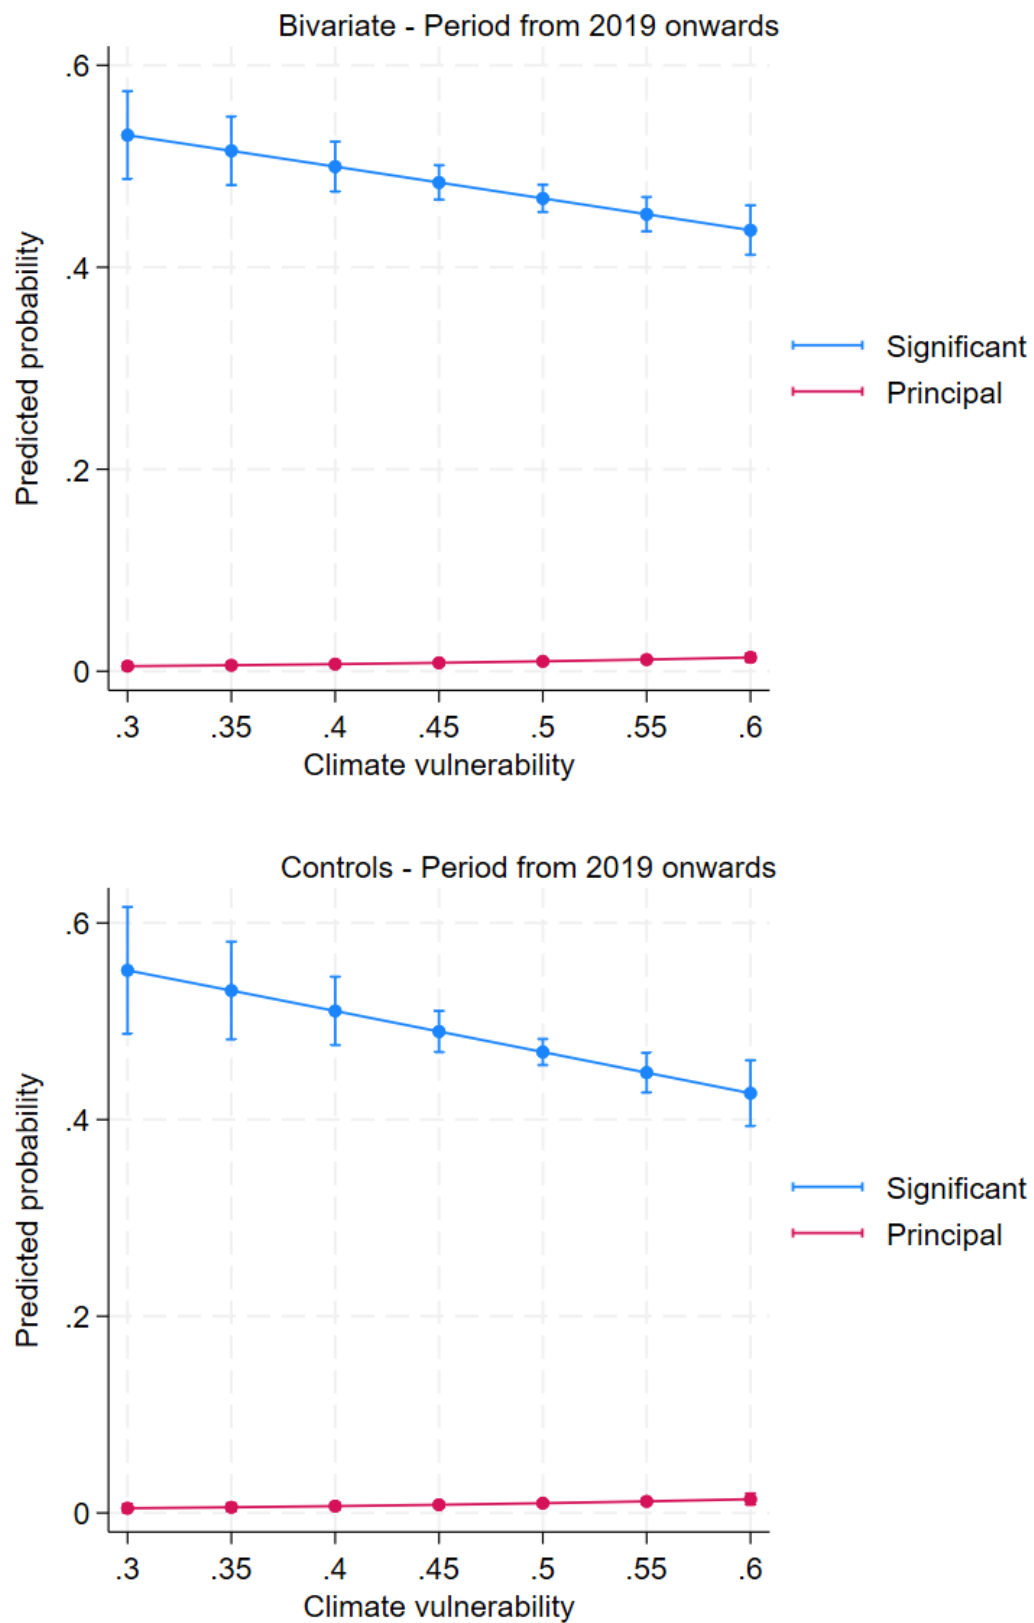 Bivariate - Period from 2019 onwards
.6
.4
.2
0
Predicted probability
.3 .35 .4 .45 .5 .55 .6
Climate vulnerability
Significant
Principal
Controls - Period from 2019 onwards
.6
.4
.2
0
Predicted probability
.3 .35 .4 .45 .5 .55 .6
Climate vulnerability
Significant
Principal